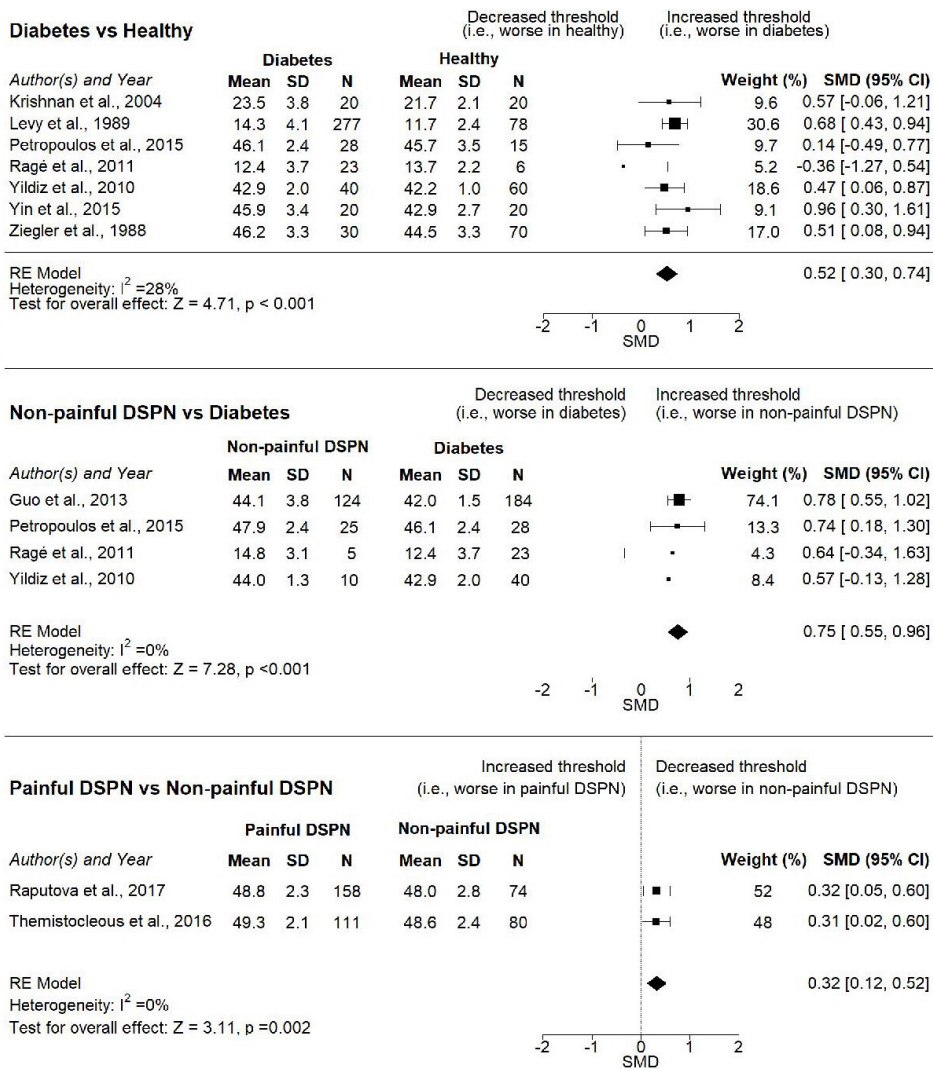 Diabetes vs Healthy
Decreased threshold
(i.e., worse in healthy)
Increased threshold
(i.e., worse in diabetes)
Diabetes Healthy
Author(s) and Year Mean SD N Mean SD N Weight (%) SMD (95% CI)
Krishnan et al., 2004 23.5 3.8 20 21.7 2.1 20 9.6 0.57 [-0.06, 1.21]
Levy et al., 1989 14.3 4.1 277 11.7 2.4 78 30.6 0.68 [ 0.43, 0.94]
Petropoulos et al., 2015 46.1 2.4 28 45.7 3.5 15 9.7 0.14 [-0.49, 0.77]
Ragé et al., 2011 12.4 3.7 23 13.7 2.2 6 5.2 -0.36 [-1.27, 0.54]
Yildiz et al., 2010 42.9 2.0 40 42.2 1.0 60 18.6 0.47 [ 0.06, 0.87]
Yin et al., 2015 45.9 3.4 20 42.9 2.7 20 9.1 0.96 [ 0.30, 1.61]
Ziegler et al., 1988 46.2 3.3 30 44.5 3.3 70 17.0 0.51 [ 0.08, 0.94]
RE Model 0.52 [ 0.30, 0.74]
Heterogeneity: I² =28%
Test for overall effect: Z = 4.71, p < 0.001
-2 -1 0 1 2
SMD
Non-painful DSPN vs Diabetes
Decreased threshold
(i.e., worse in diabetes)
Increased threshold
(i.e., worse in non-painful DSPN)
Non-painful DSPN Diabetes
Author(s) and Year Mean SD N Mean SD N Weight (%) SMD (95% CI)
Guo et al., 2013 44.1 3.8 124 42.0 1.5 184 74.1 0.78 [ 0.55, 1.02]
Petropoulos et al., 2015 47.9 2.4 25 46.1 2.4 28 13.3 0.74 [ 0.18, 1.30]
Ragé et al., 2011 14.8 3.1 5 12.4 3.7 23 4.3 0.64 [-0.34, 1.63]
Yildiz et al., 2010 44.0 1.3 10 42.9 2.0 40 8.4 0.57 [-0.13, 1.28]
RE Model 0.75 [ 0.55, 0.96]
Heterogeneity: I² =0%
Test for overall effect: Z = 7.28, p <0.001
-2 -1 0 1 2
SMD
Painful DSPN vs Non-painful DSPN
Increased threshold
(i.e., worse in painful DSPN)
Decreased threshold
(i.e., worse in non-painful DSPN)
Painful DSPN Non-painful DSPN
Author(s) and Year Mean SD N Mean SD N Weight (%) SMD (95% CI)
Raputova et al., 2017 48.8 2.3 158 48.0 2.8 74 52 0.32 [0.05, 0.60]
Themistocleous et al., 2016 49.3 2.1 111 48.6 2.4 80 48 0.31 [0.02, 0.60]
RE Model 0.32 [0.12, 0.52]
Heterogeneity: I² =0%
Test for overall effect: Z = 3.11, p =0.002
-2 -1 0 1 2
SMD